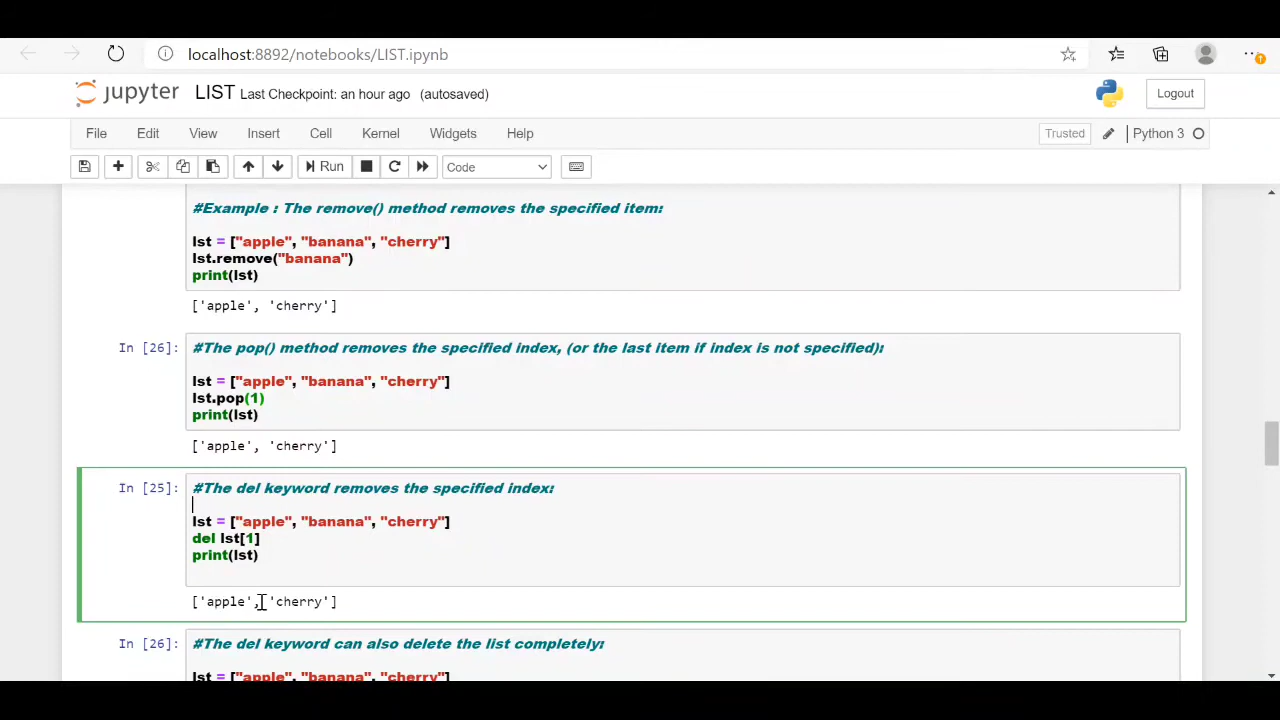 localhost:8892/notebooks/LIST.ipynb
jupyter LIST Last Checkpoint: an hour ago (autosaved)
Logout
File Edit View Insert Cell Kernel Widgets Help
Trusted Python 3
Run Code
#Example : The remove() method removes the specified item:
lst = ["apple", "banana", "cherry"]
lst.remove("banana")
print(lst)
['apple', 'cherry']
In [26]: #The pop() method removes the specified index, (or the last item if index is not specified):
lst = ["apple", "banana", "cherry"]
lst.pop(1)
print(lst)
['apple', 'cherry']
In [25]: #The del keyword removes the specified index:
lst = ["apple", "banana", "cherry"]
del lst[1]
print(lst)
['apple', 'cherry']
In [26]: #The del keyword can also delete the list completely:
lst = ["apple", "banana", "cherry"]